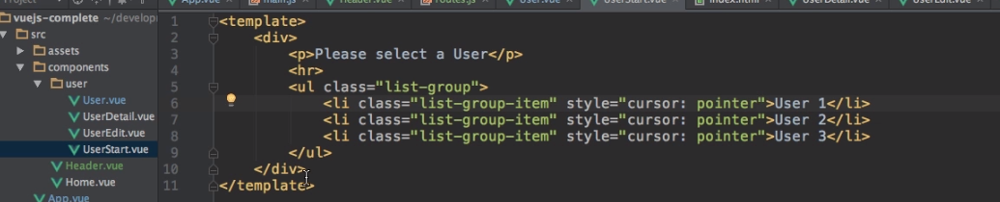 Project
App.vue main.js Header.vue routes.js User.vue UserStart.vue index.html UserDetail.vue UserEdit.vue
vuejs-complete ~/develop
src
assets
components
user
User.vue
UserDetail.vue
UserEdit.vue
UserStart.vue
Header.vue
Home.vue
App.vue
1 <template>
2 <div>
3 <p>Please select a User</p>
4 <hr>
5 <ul class="list-group">
6 <li class="list-group-item" style="cursor: pointer">User 1</li>
7 <li class="list-group-item" style="cursor: pointer">User 2</li>
8 <li class="list-group-item" style="cursor: pointer">User 3</li>
9 </ul>
10 </div>
11 </template>